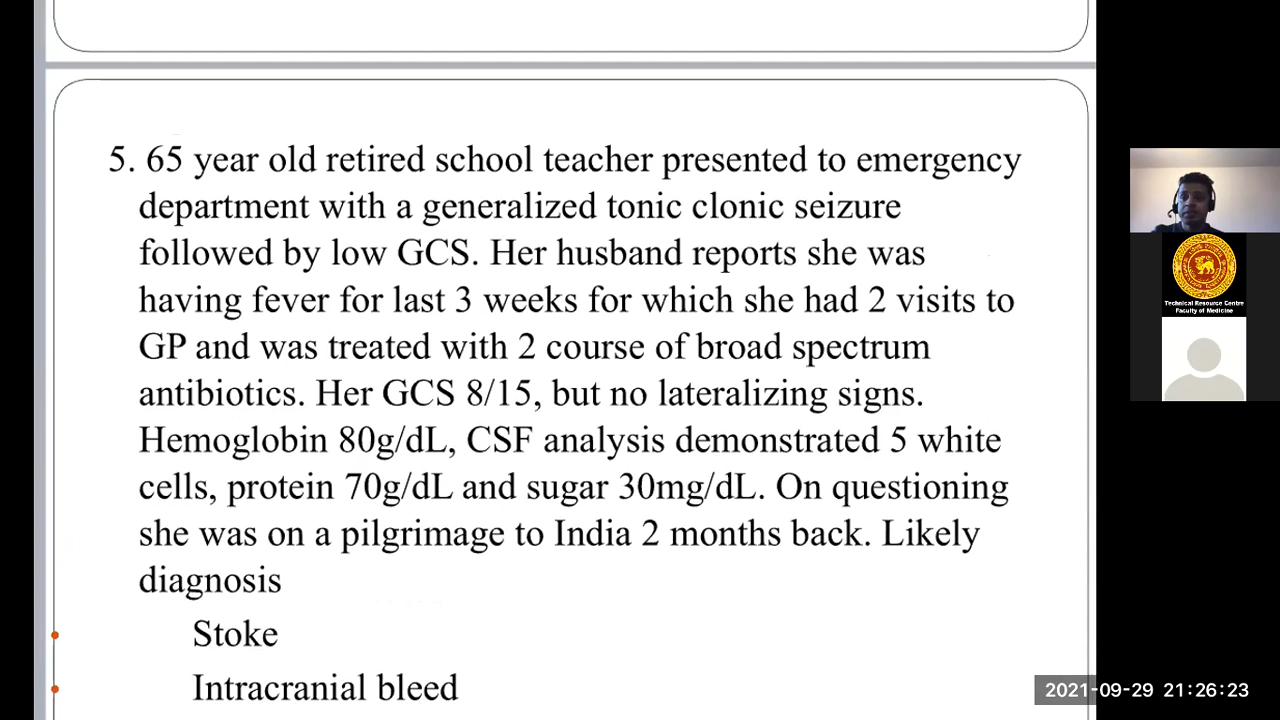 5. 65 year old retired school teacher presented to emergency
department with a generalized tonic clonic seizure
followed by low GCS. Her husband reports she was
having fever for last 3 weeks for which she had 2 visits to
GP and was treated with 2 course of broad spectrum
antibiotics. Her GCS 8/15, but no lateralizing signs.
Hemoglobin 80g/dL, CSF analysis demonstrated 5 white
cells, protein 70g/dL and sugar 30mg/dL. On questioning
she was on a pilgrimage to India 2 months back. Likely
diagnosis
Stoke
Intracranial bleed
Technical Resource Centre
Faculty of Medicine
2021-09-29 21:26:23